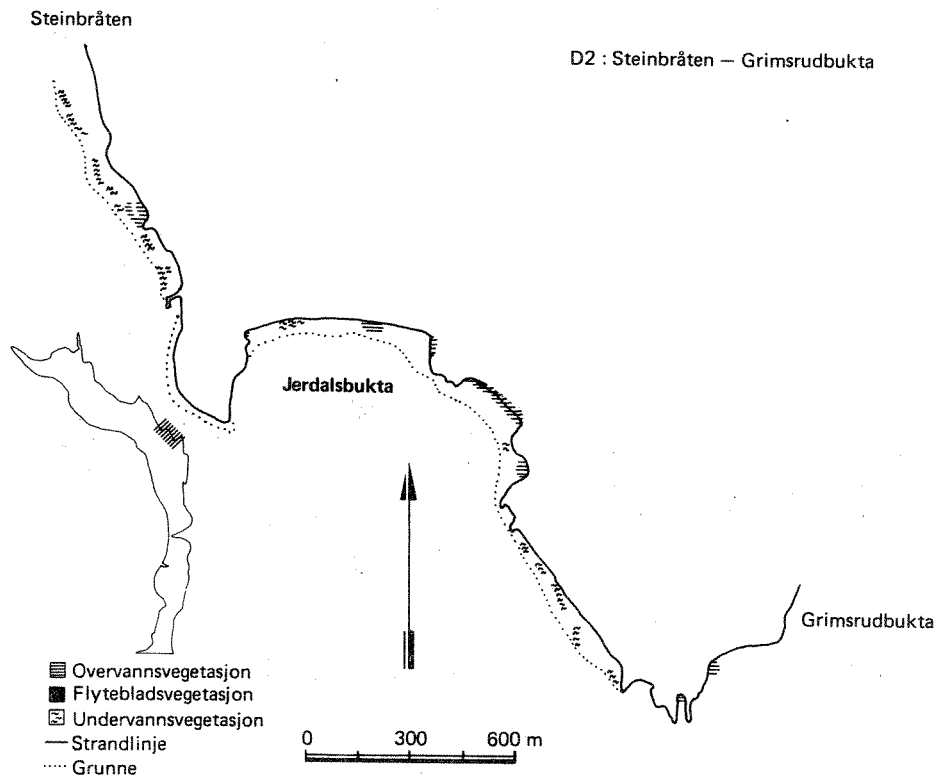 Steinbråten
D2 : Steinbråten — Grimsrudbukta
Jerdalsbukta
Grimsrudbukta
Overvannsvegetasjon
Flytebladsvegetasjon
Undervannsvegetasjon
Strandlinje
Grunne
0 300 600 m